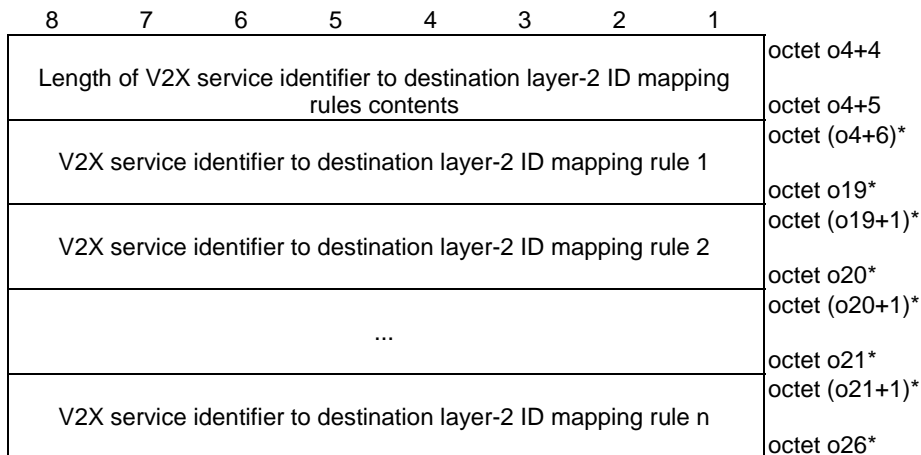 8 7 6 5 4 3 2 1
octet o4+4
Length of V2X service identifier to destination layer-2 ID mapping
rules contents
octet o4+5
octet (o4+6)*
V2X service identifier to destination layer-2 ID mapping rule 1
octet o19*
octet (o19+1)*
V2X service identifier to destination layer-2 ID mapping rule 2
octet o20*
octet (o20+1)*
...
octet o21*
octet (o21+1)*
V2X service identifier to destination layer-2 ID mapping rule n
octet o26*